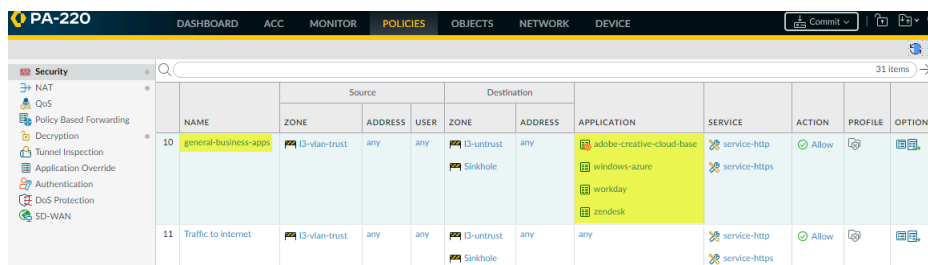 PA-220
DASHBOARD ACC MONITOR POLICIES OBJECTS NETWORK DEVICE Commit
31 items
Security
NAT
QoS
Policy Based Forwarding
Decryption
Tunnel Inspection
Application Override
Authentication
DoS Protection
SD-WAN
Source Destination
NAME ZONE ADDRESS USER ZONE ADDRESS APPLICATION SERVICE ACTION PROFILE OPTION
10 general-business-apps l3-vlan-trust any any l3-untrust any adobe-creative-cloud-base service-http Allow
Sinkhole windows-azure service-https
workday
zendesk
11 Traffic to internet l3-vlan-trust any any l3-untrust any any service-http Allow
Sinkhole service-https